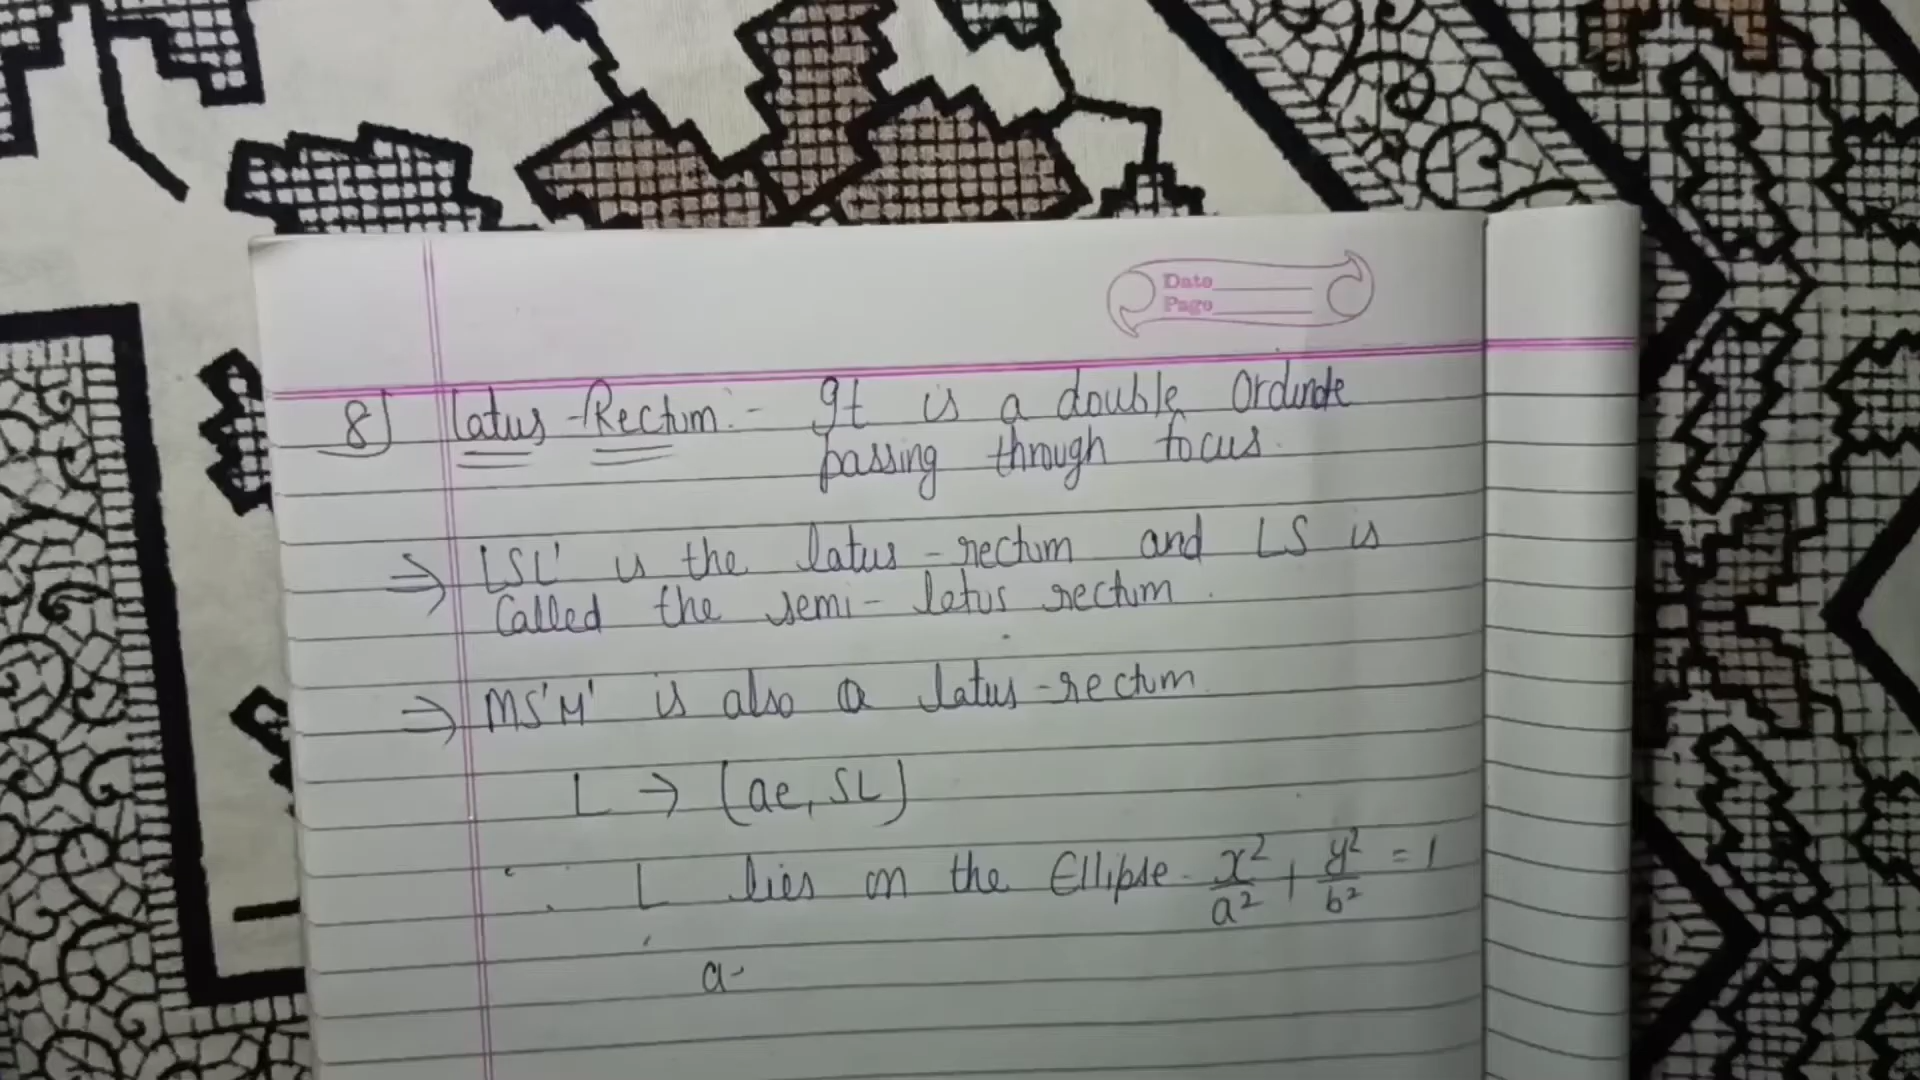 Date
Page
8) Latus-Rectum:- It is a double Ordinate
passing through focus.
⇒ LSL' is the latus-rectum and LS is
Called the semi-letus rectum.
⇒ MS'M' is also a latus-rectum.
L → (ae, SL)
∴ L lies on the Ellipse x²/a² + y²/b² = 1
a